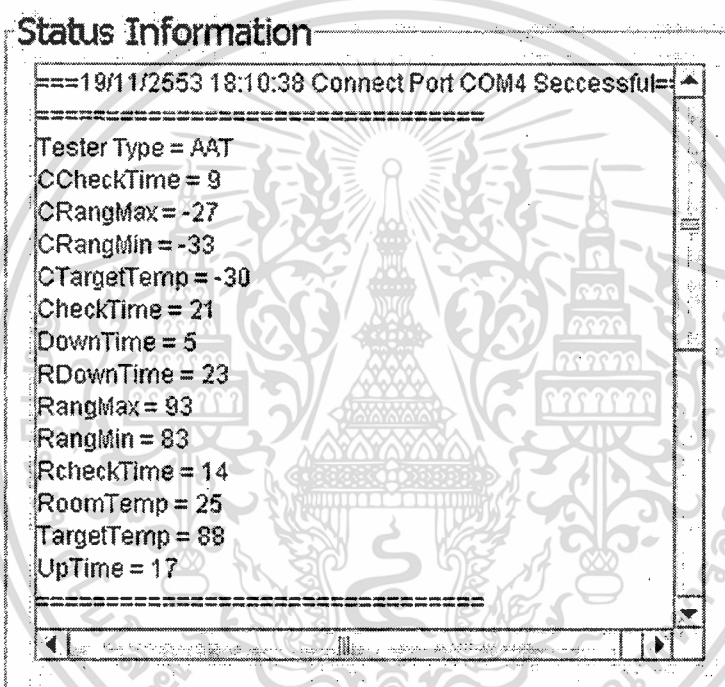 Status Information
===19/11/2553 18:10:38 Connect Port COM4 Seccessful==
================================
Tester Type = AAT
CCheckTime = 9
CRangMax = -27
CRangMin = -33
CTargetTemp = -30
CheckTime = 21
DownTime = 5
RDownTime = 23
RangMax = 93
RangMin = 83
RcheckTime = 14
RoomTemp = 25
TargetTemp = 88
UpTime = 17
================================